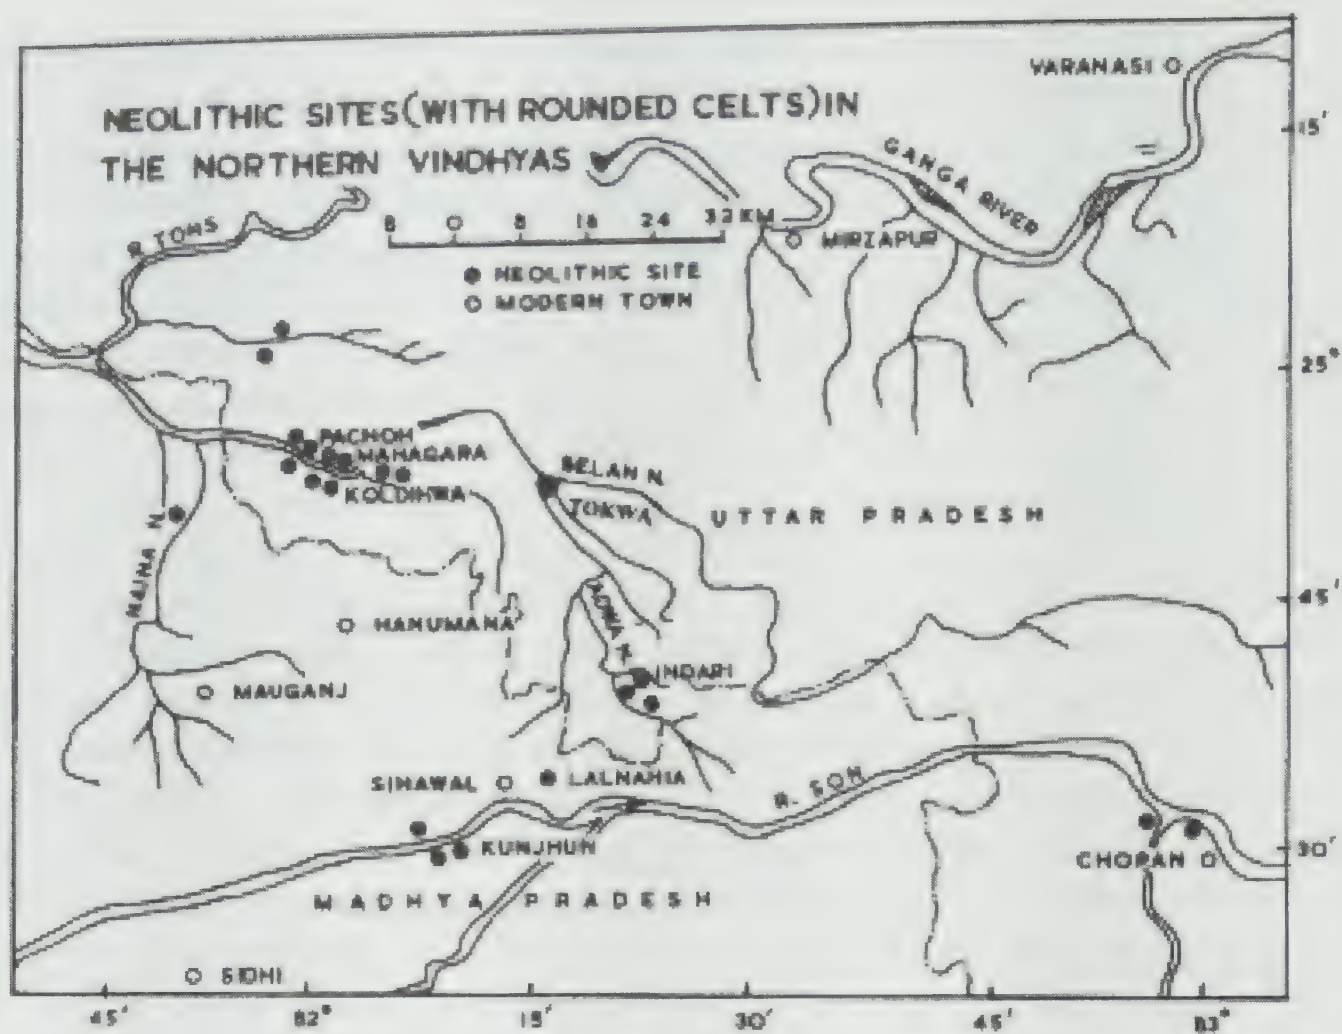 VARANASI
NEOLITHIC SITES(WITH ROUNDED CELTS)IN
THE NORTHERN VINDHYAS
15'
GANGA RIVER
R. TONS
8 0 8 16 24 32 KM
MIRZAPUR
NEOLITHIC SITE
MODERN TOWN
25°
PACHOH
MAHAGARA
KOLDIHWA
BELAN N.
TOKWA
UTTAR PRADESH
45'
ADWA N.
HANUMANA
INDARI
MAUGANJ
SINAWAL
LALNAHIA
R. SON
KUNJHUN
CHOPAN
30'
MADHYA PRADESH
SIDHI
45' 82° 15' 30' 45' 83°